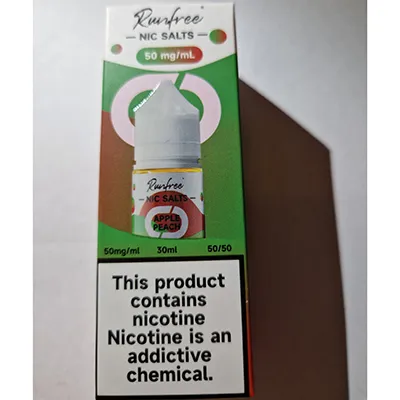 Runfree
NIC SALTS
50 mg/mL
Runfree
NIC SALTS
APPLE
PEACH
50mg/ml 30ml 50/50
This product
contains
nicotine
Nicotine is an
addictive
chemical.